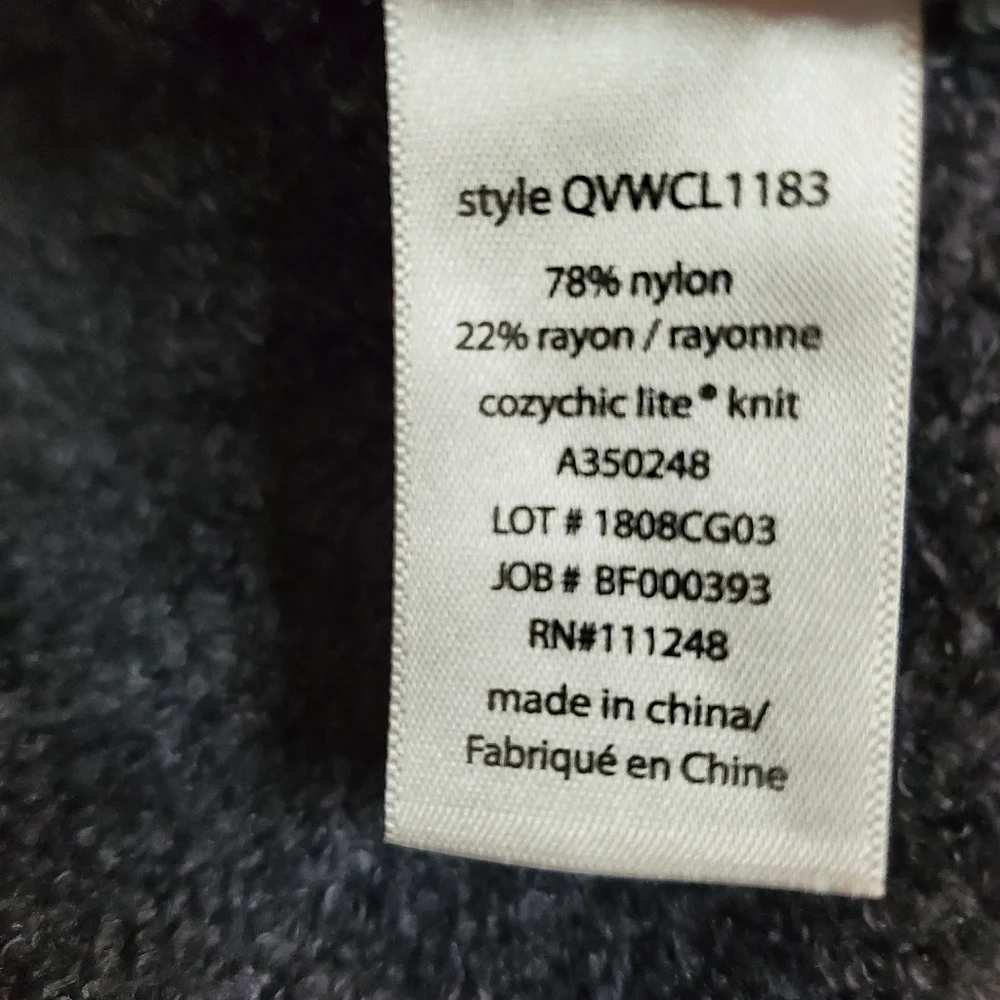 style QVWCL1183
78% nylon
22% rayon / rayonne
cozychic lite® knit
A350248
LOT # 1808CG03
JOB # BF000393
RN#111248
made in china/
Fabriqué en Chine